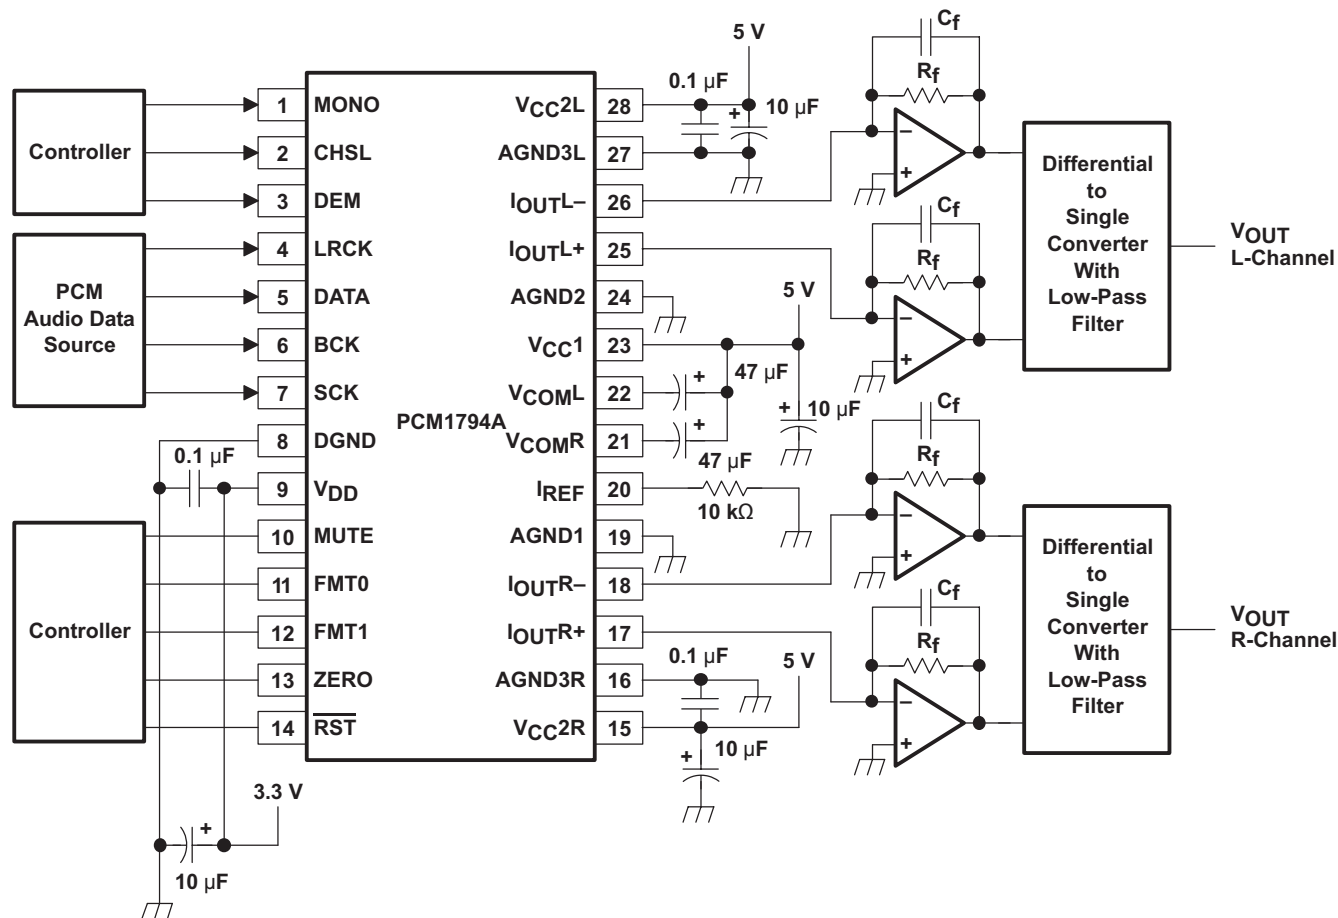 Controller
PCM
Audio Data
Source
Controller
1 MONO
2 CHSL
3 DEM
4 LRCK
5 DATA
6 BCK
7 SCK
8 DGND
9 VDD
10 MUTE
11 FMT0
12 FMT1
13 ZERO
14 RST
0.1 µF
3.3 V
+
10 µF
PCM1794A
VCC2L 28
AGND3L 27
IOUTL– 26
IOUTL+ 25
AGND2 24
VCC1 23
VCOML 22
VCOMR 21
IREF 20
AGND1 19
IOUTR– 18
IOUTR+ 17
AGND3R 16
VCC2R 15
5 V
0.1 µF
+
10 µF
5 V
47 µF
+
+
47 µF
+
10 µF
10 kΩ
0.1 µF
5 V
10 µF
+
Cf
Rf
–
+
Cf
Rf
–
+
Cf
Rf
–
+
Cf
Rf
–
+
Differential
to
Single
Converter
With
Low-Pass
Filter
VOUT
L-Channel
Differential
to
Single
Converter
With
Low-Pass
Filter
VOUT
R-Channel